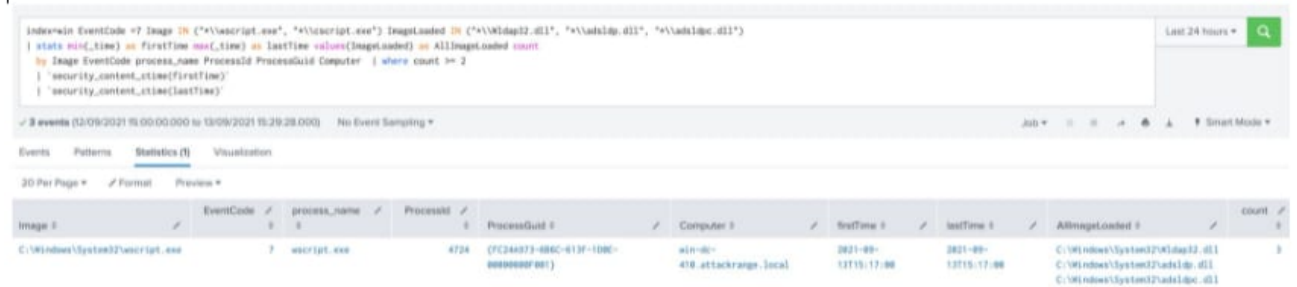 index=win EventCode =7 Image IN ("*\\wscript.exe", "*\\cscript.exe") ImageLoaded IN ("*\\Wldap32.dll", "*\\adsldp.dll", "*\\adsldpc.dll")
| stats min(_time) as firstTime max(_time) as lastTime values(ImageLoaded) as AllImageLoaded count
by Image EventCode process_name ProcessId ProcessGuid Computer | where count >= 2
| `security_content_ctime(firstTime)`
| `security_content_ctime(lastTime)`
Last 24 hours
3 events (12/09/2021 15:00:00.000 to 13/09/2021 15:29:28.000) No Event Sampling
Job Smart Mode
Events Patterns Statistics (1) Visualization
20 Per Page Format Preview
Image EventCode process_name ProcessId ProcessGuid Computer firstTime lastTime AllImageLoaded count
C:\Windows\System32\wscript.exe 7 wscript.exe 4724 win-dc- 2021-09- 2021-09- C:\Windows\System32\Wldap32.dll 3
410.attackrange.local 13T15:17:00 13T15:17:00 C:\Windows\System32\adsldp.dll
C:\Windows\System32\adsldpc.dll